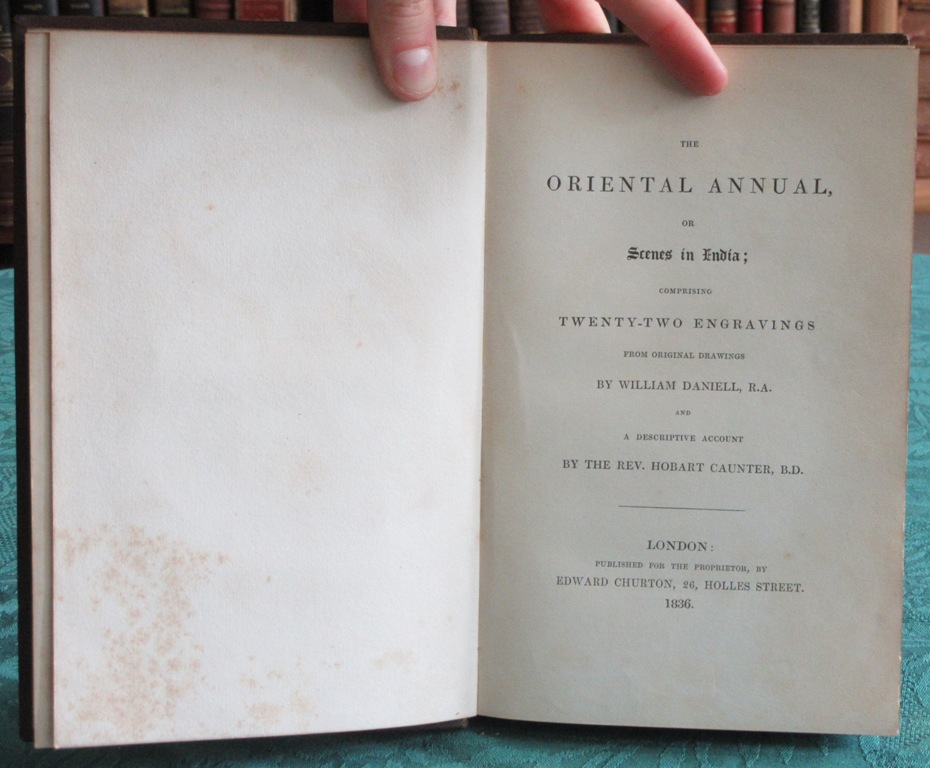 THE
ORIENTAL ANNUAL,
OR
Scenes in India;
COMPRISING
TWENTY-TWO ENGRAVINGS
FROM ORIGINAL DRAWINGS
BY WILLIAM DANIELL, R.A.
AND
A DESCRIPTIVE ACCOUNT
BY THE REV. HOBART CAUNTER, B.D.
LONDON:
PUBLISHED FOR THE PROPRIETOR, BY
EDWARD CHURTON, 26, HOLLES STREET.
1836.